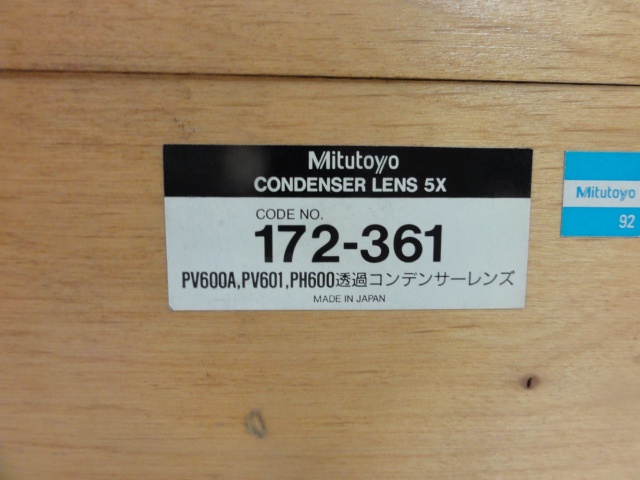 Mitutoyo
CONDENSER LENS 5X
CODE NO.
172-361
PV600A,PV601,PH600透過コンデンサーレンズ
MADE IN JAPAN
Mitutoyo
92